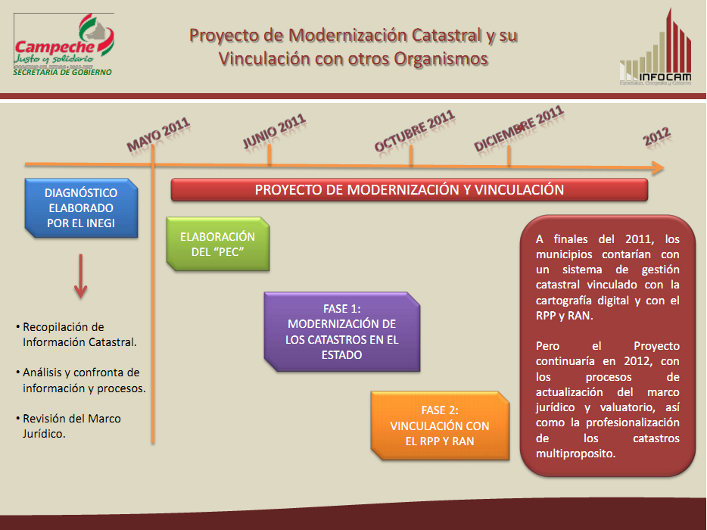 Campeche
Justo y solidario
SECRETARIA DE GOBIERNO
Proyecto de Modernización Catastral y su
Vinculación con otros Organismos
INFOCAM
MAYO 2011
JUNIO 2011
OCTUBRE 2011
DICIEMBRE 2011
2012
DIAGNÓSTICO
ELABORADO
POR EL INEGI
PROYECTO DE MODERNIZACIÓN Y VINCULACIÓN
ELABORACIÓN
DEL “PEC”
FASE 1:
MODERNIZACIÓN DE
LOS CATASTROS EN EL
ESTADO
FASE 2:
VINCULACIÓN CON
EL RPP Y RAN
• Recopilación de
Información Catastral.
• Análisis y confronta de
información y procesos.
• Revisión del Marco
Jurídico.
A finales del 2011, los
municipios contarían con
un sistema de gestión
catastral vinculado con la
cartografía digital y con el
RPP y RAN.
Pero el Proyecto
continuaría en 2012, con
los procesos de
actualización del marco
jurídico y valuatorio, así
como la profesionalización
de los catastros
multiproposito.